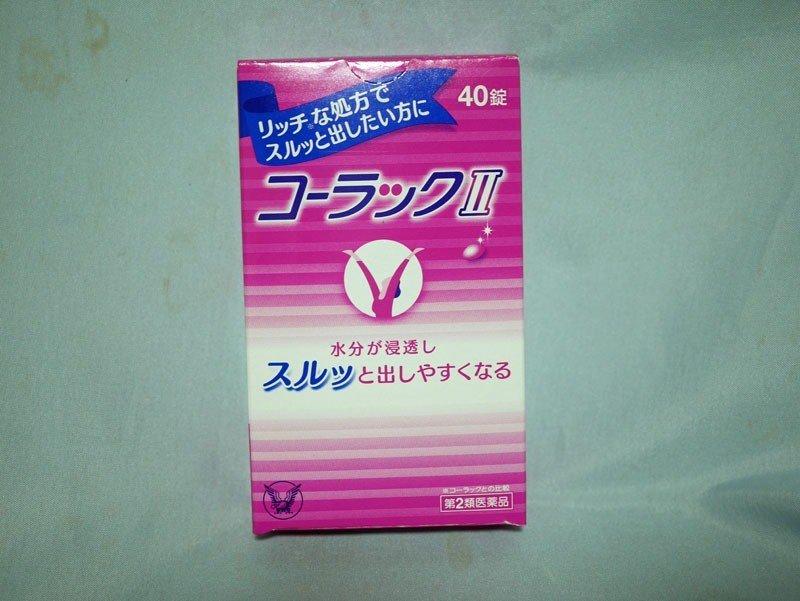 リッチ※な処方で
スルッと出したい方に
40錠
コーラックII
水分が浸透し
スルッと出しやすくなる
※コーラックとの比較
第2類医薬品